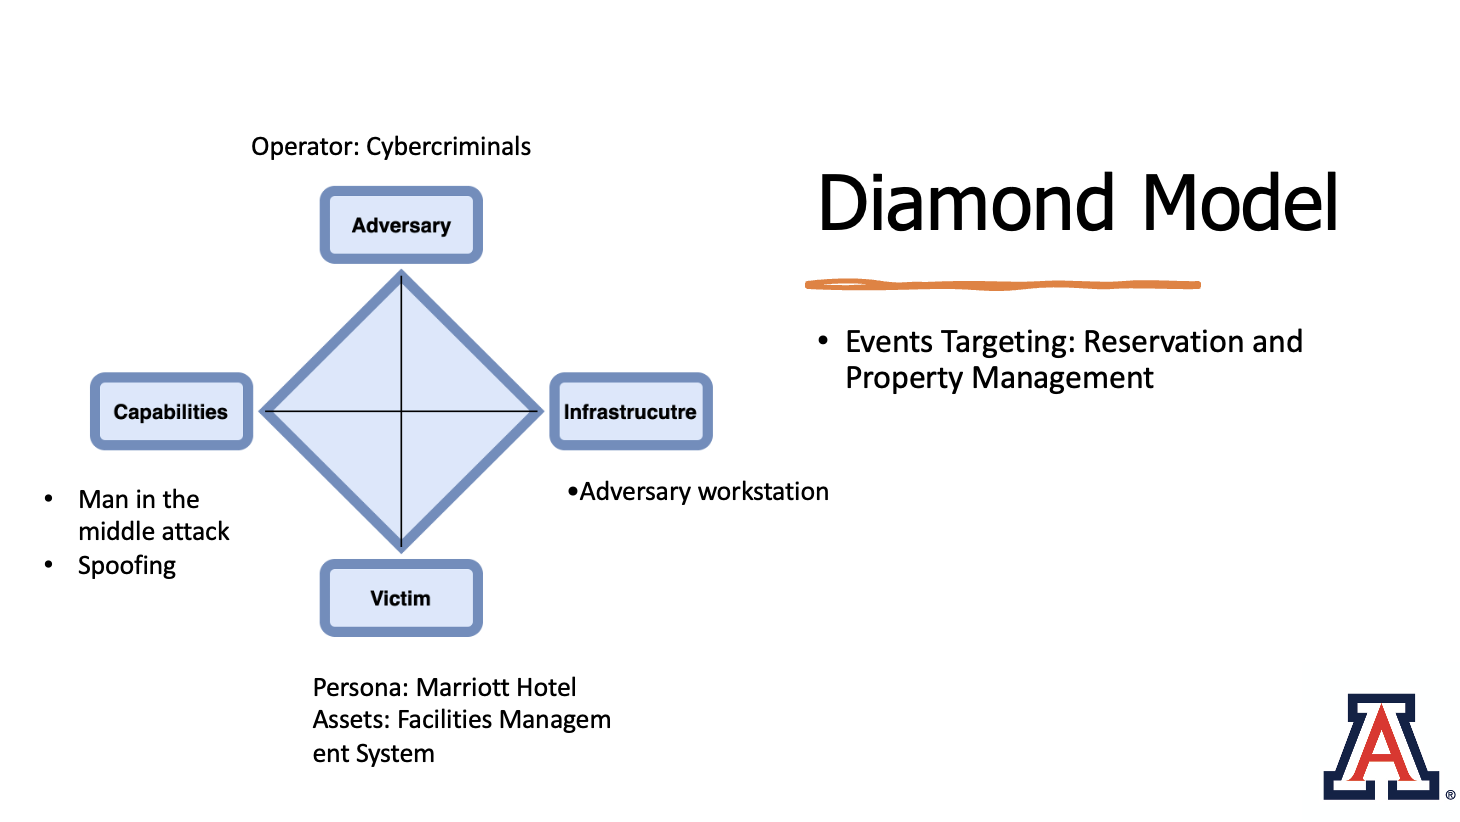 Operator: Cybercriminals
Adversary
Capabilities
Infrastrucutre
• Man in the
middle attack
• Spoofing
•Adversary workstation
Victim
Persona: Marriott Hotel
Assets: Facilities Managem
ent System
Diamond Model
• Events Targeting: Reservation and
Property Management
A
®